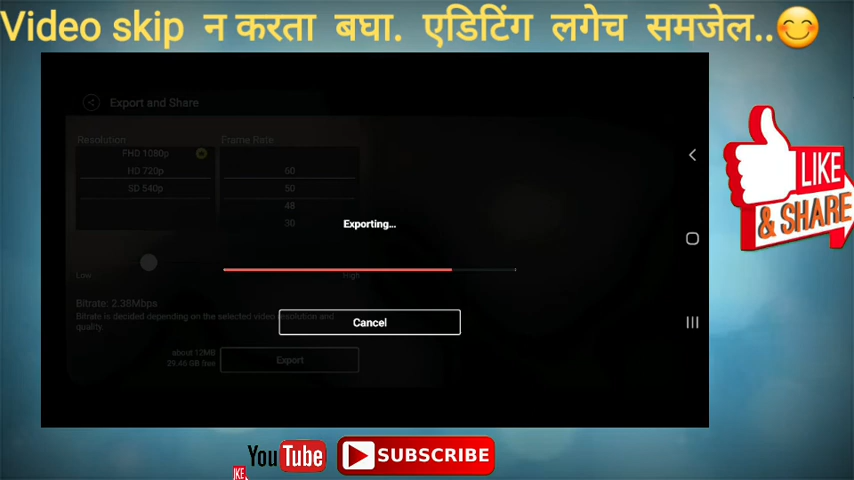 Video skip न करता बघा. एडिटिंग लगेच समजेल..😊
Export and Share
Resolution
Frame Rate
FHD 1080p
HD 720p
SD 540p
60
50
48
30
Exporting...
Low
High
Bitrate: 2.38Mbps
Bitrate is decided depending on the selected video resolution and
quality.
Cancel
about 12MB
29.46 GB free
Export
LIKE
& SHARE
YouTube
SUBSCRIBE
IKE